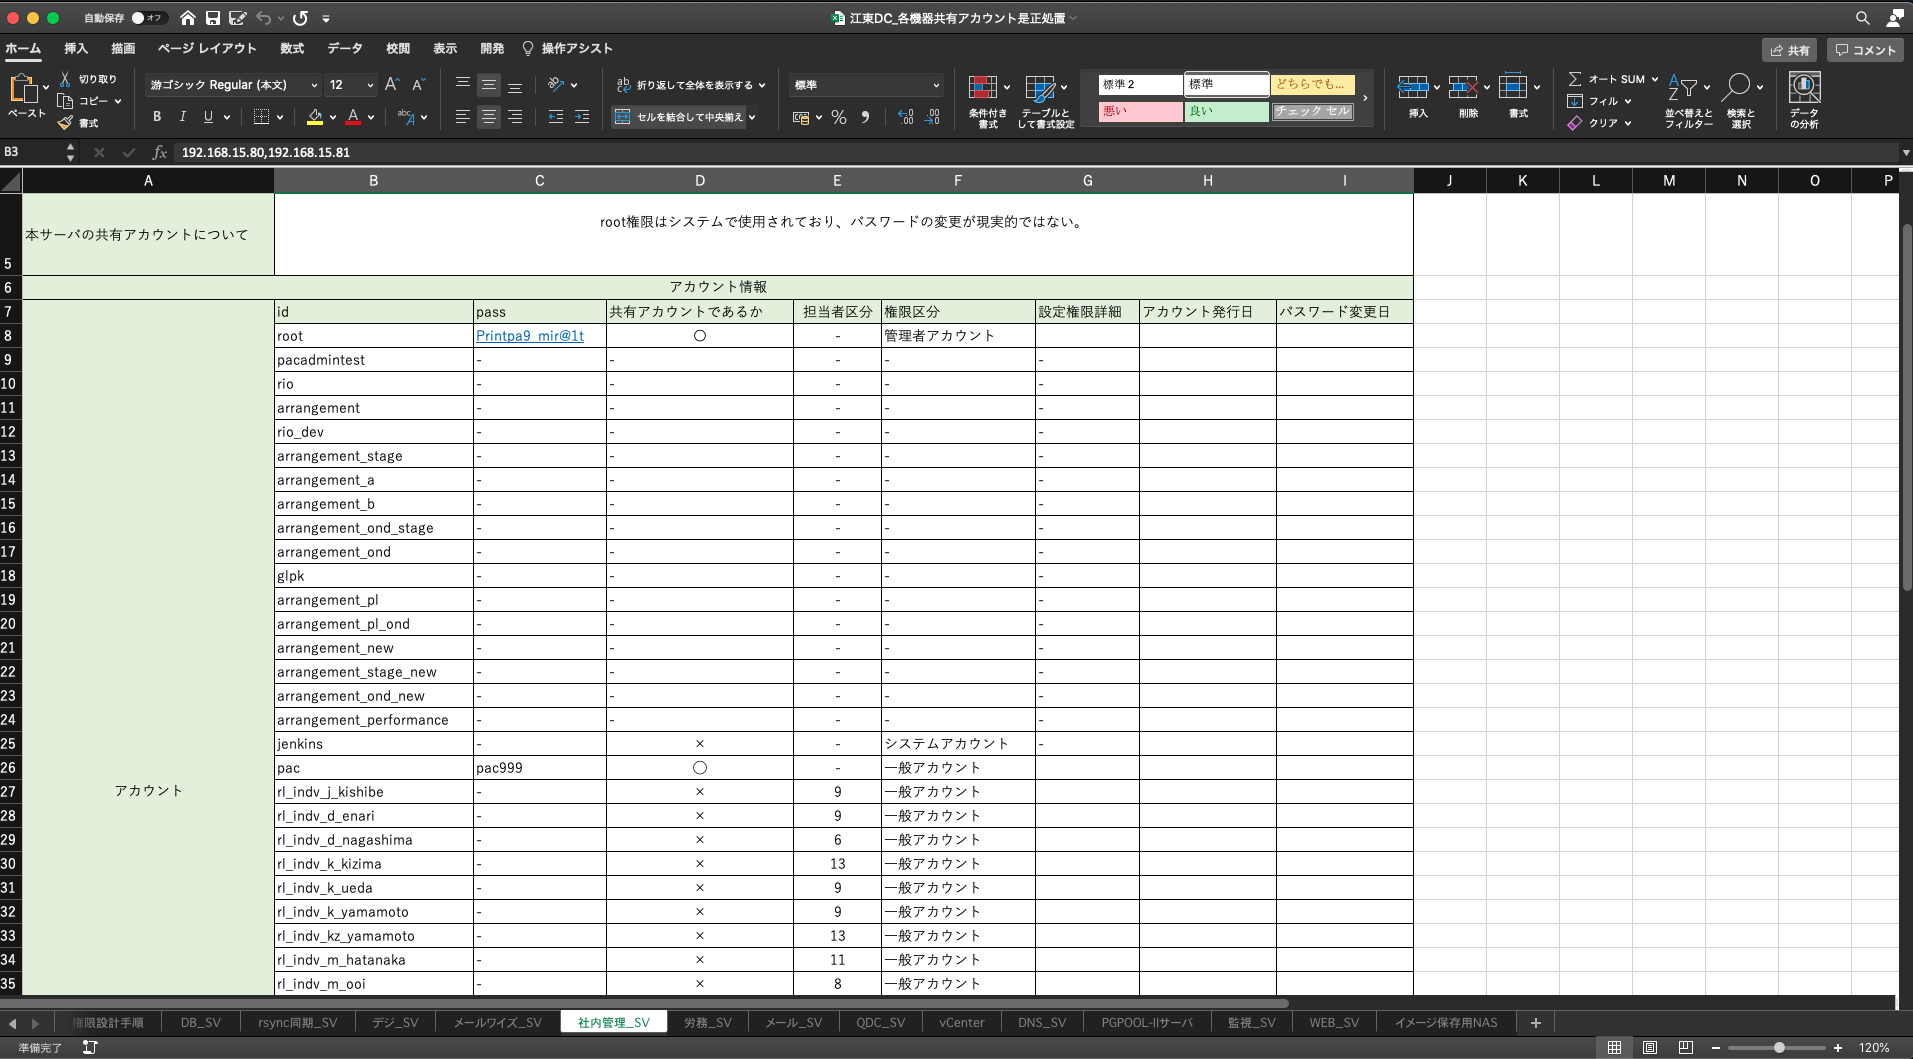 自動保存 オフ
江東DC_各機器共有アカウント是正処置
ホーム 挿入 描画 ページ レイアウト 数式 データ 校閲 表示 開発 操作アシスト 共有 コメント
ペースト 切り取り コピー 書式
游ゴシック Regular (本文) 12
B I U
折り返して全体を表示する
セルを結合して中央揃え
標準
条件付き書式 テーブルとして書式設定
標準 2 標準 どちらでも...
悪い 良い チェック セル
挿入 削除 書式
オート SUM フィル クリア
並べ替えとフィルター 検索と選択 データの分析
B3 fx 192.168.15.80,192.168.15.81
A B C D E F G H I J K L M N O P
5 本サーバの共有アカウントについて root権限はシステムで使用されており、パスワードの変更が現実的ではない。
6 アカウント情報
7 id pass 共有アカウントであるか 担当者区分 権限区分 設定権限詳細 アカウント発行日 パスワード変更日
8 root Printpa9_mir@1t 〇 - 管理者アカウント
9 pacadmintest - - - - -
10 rio - - - - -
11 arrangement - - - - -
12 rio_dev - - - - -
13 arrangement_stage - - - - -
14 arrangement_a - - - - -
15 arrangement_b - - - - -
16 arrangement_ond_stage - - - - -
17 arrangement_ond - - - - -
18 glpk - - - - -
19 arrangement_pl - - - - -
20 arrangement_pl_ond - - - - -
21 arrangement_new - - - - -
22 arrangement_stage_new - - - - -
23 arrangement_ond_new - - - - -
24 arrangement_performance - - - - -
25 jenkins - × - システムアカウント -
26 pac pac999 〇 - 一般アカウント
アカウント
27 rl_indv_j_kishibe - × 9 一般アカウント
28 rl_indv_d_enari - × 9 一般アカウント
29 rl_indv_d_nagashima - × 6 一般アカウント
30 rl_indv_k_kizima - × 13 一般アカウント
31 rl_indv_k_ueda - × 9 一般アカウント
32 rl_indv_k_yamamoto - × 9 一般アカウント
33 rl_indv_kz_yamamoto - × 13 一般アカウント
34 rl_indv_m_hatanaka - × 11 一般アカウント
35 rl_indv_m_ooi - × 8 一般アカウント
権限設計手順 DB_SV rsync同期_SV デジ_SV メールワイズ_SV 社内管理_SV 労務_SV メール_SV QDC_SV vCenter DNS_SV PGPOOL-IIサーバ 監視_SV WEB_SV イメージ保存用NAS +
準備完了 120%